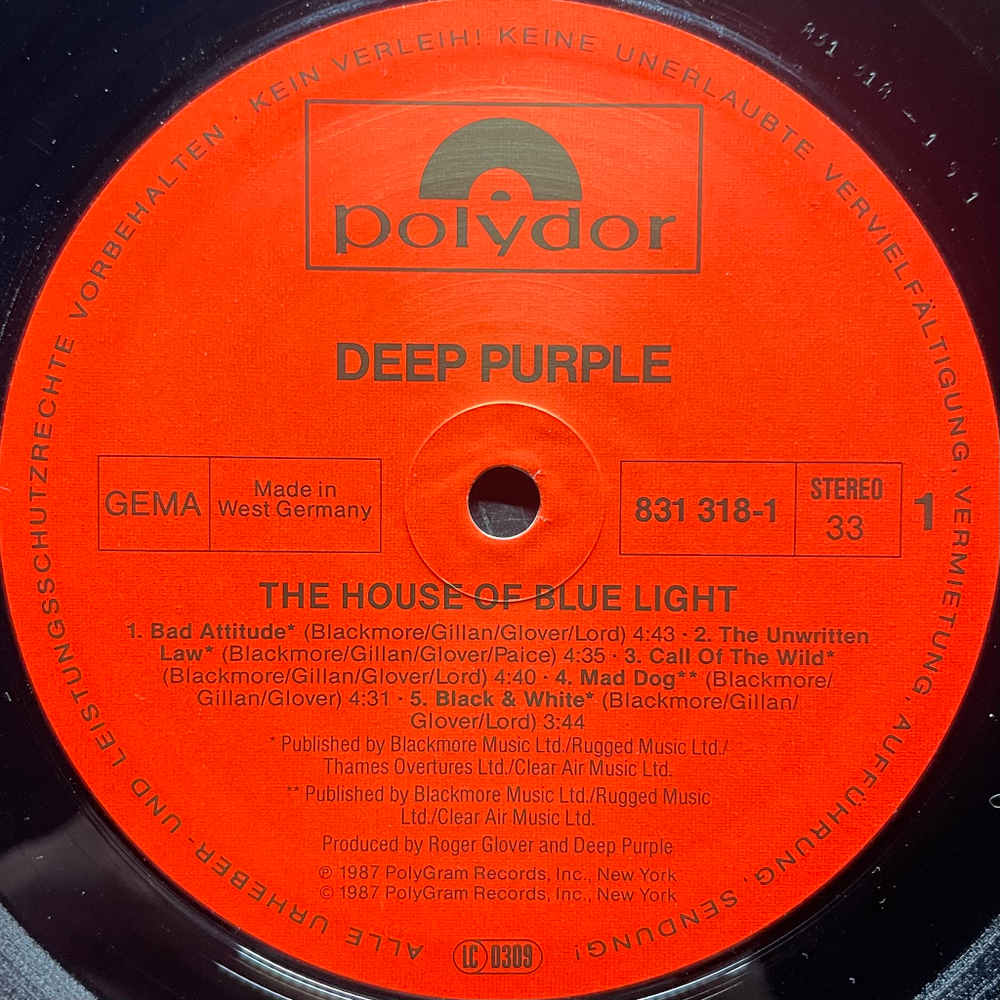 ALLE URHEBER- UND LEISTUNGSSCHUTZRECHTE VORBEHALTEN · KEIN VERLEIH! KEINE UNERLAUBTE VERVIELFÄLTIGUNG, VERMIETUNG, AUFFÜHRUNG, SENDUNG!
polydor
DEEP PURPLE
GEMA
Made in
West Germany
831 318-1
STEREO
33
1
THE HOUSE OF BLUE LIGHT
1. Bad Attitude* (Blackmore/Gillan/Glover/Lord) 4:43 · 2. The Unwritten
Law* (Blackmore/Gillan/Glover/Paice) 4:35 · 3. Call Of The Wild*
(Blackmore/Gillan/Glover/Lord) 4:40 · 4. Mad Dog** (Blackmore/
Gillan/Glover) 4:31 · 5. Black & White* (Blackmore/Gillan/
Glover/Lord) 3:44
* Published by Blackmore Music Ltd./Rugged Music Ltd./
Thames Overtures Ltd./Clear Air Music Ltd.
** Published by Blackmore Music Ltd./Rugged Music
Ltd./Clear Air Music Ltd.
Produced by Roger Glover and Deep Purple
℗ 1987 PolyGram Records, Inc., New York
© 1987 PolyGram Records, Inc., New York
LC 0309